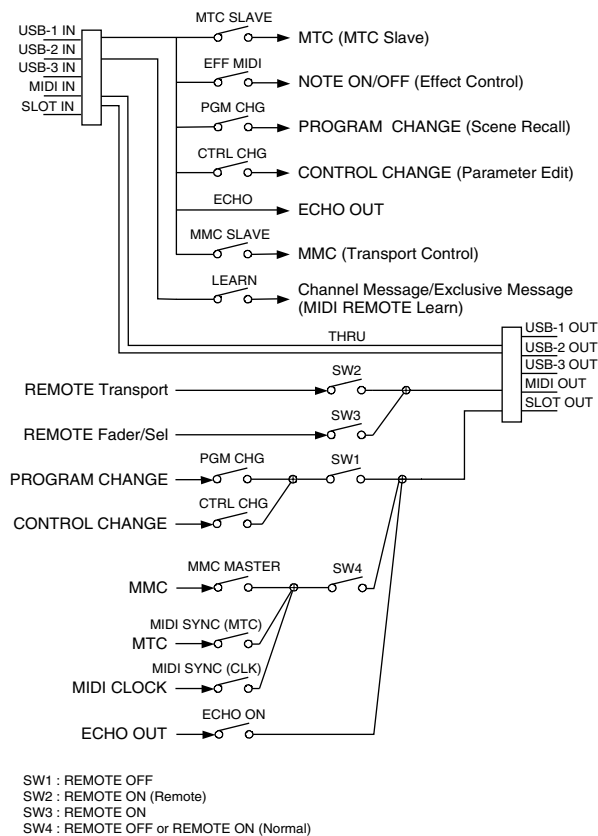 MTC SLAVE
USB-1 IN
MTC (MTC Slave)
USB-2 IN
EFF MIDI
USB-3 IN
NOTE ON/OFF (Effect Control)
MIDI IN
SLOT IN
PGM CHG
PROGRAM CHANGE (Scene Recall)
CTRL CHG
CONTROL CHANGE (Parameter Edit)
ECHO
ECHO OUT
MMC SLAVE
MMC (Transport Control)
LEARN
Channel Message/Exclusive Message
(MIDI REMOTE Learn)
THRU
USB-1 OUT
USB-2 OUT
USB-3 OUT
MIDI OUT
SLOT OUT
SW2
REMOTE Transport
SW3
REMOTE Fader/Sel
PGM CHG
SW1
PROGRAM CHANGE
CTRL CHG
CONTROL CHANGE
MMC MASTER
SW4
MMC
MIDI SYNC (MTC)
MTC
MIDI SYNC (CLK)
MIDI CLOCK
ECHO ON
ECHO OUT
SW1 : REMOTE OFF
SW2 : REMOTE ON (Remote)
SW3 : REMOTE ON
SW4 : REMOTE OFF or REMOTE ON (Normal)